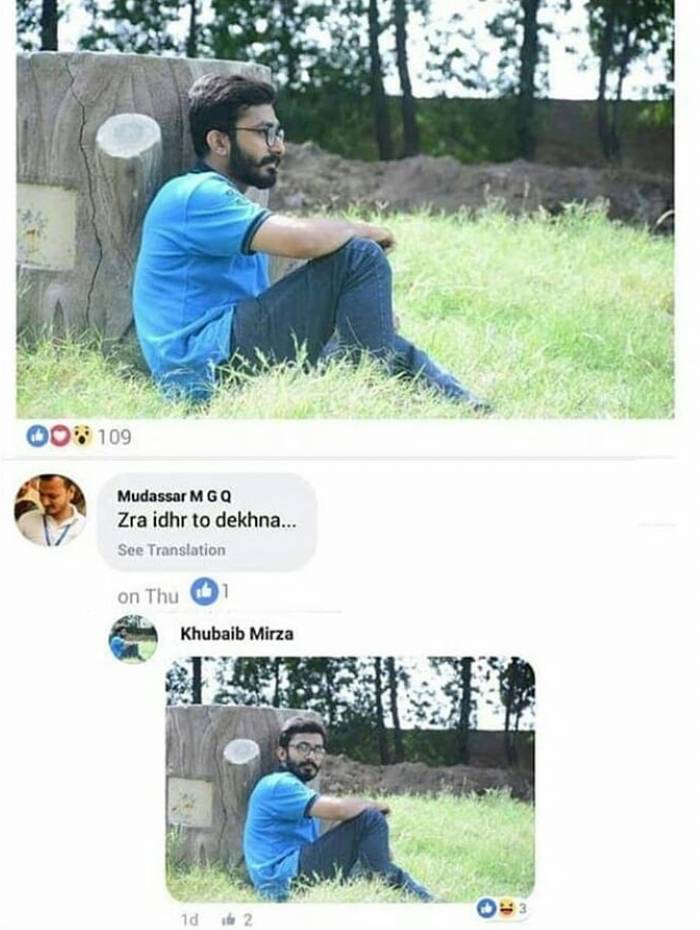 109
Mudassar M G Q
Zra idhr to dekhna...
See Translation
on Thu 1
Khubaib Mirza
3
1d 2